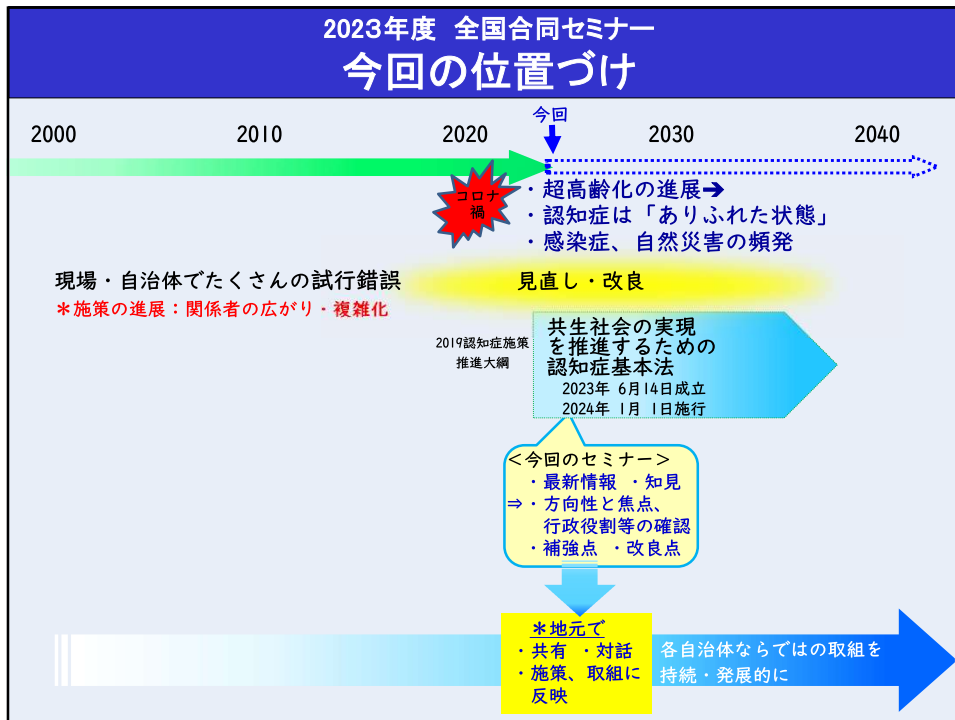 2023年度 全国合同セミナー
今回の位置づけ
今回
2000 2010 2020 2030 2040
コロナ
禍
・超高齢化の進展➔
・認知症は「ありふれた状態」
・感染症、自然災害の頻発
現場・自治体でたくさんの試行錯誤
見直し・改良
＊施策の進展：関係者の広がり・複雑化
2019認知症施策
推進大綱
共生社会の実現
を推進するための
認知症基本法
2023年 6月14日成立
2024年 1月 1日施行
＜今回のセミナー＞
・最新情報 ・知見
⇒・方向性と焦点、
行政役割等の確認
・補強点 ・改良点
＊地元で
・共有 ・対話
・施策、取組に
反映
各自治体ならではの取組を
持続・発展的に